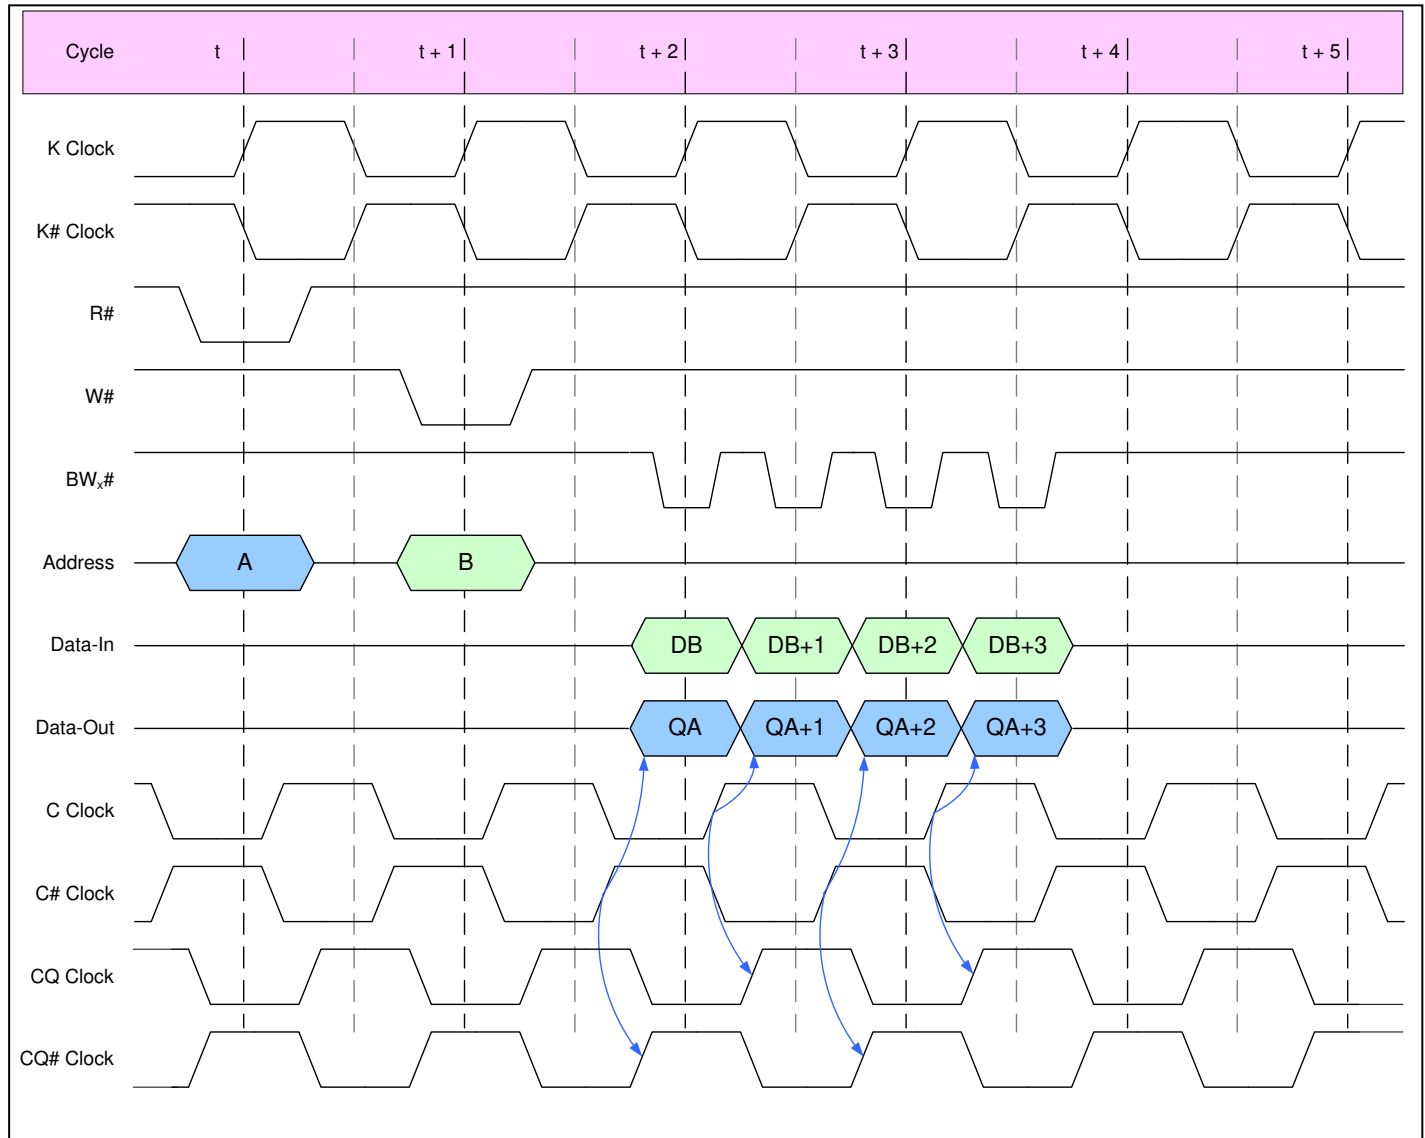 Cycle t t + 1 t + 2 t + 3 t + 4 t + 5
K Clock
K# Clock
R#
W#
BWx#
Address A B
Data-In DB DB+1 DB+2 DB+3
Data-Out QA QA+1 QA+2 QA+3
C Clock
C# Clock
CQ Clock
CQ# Clock